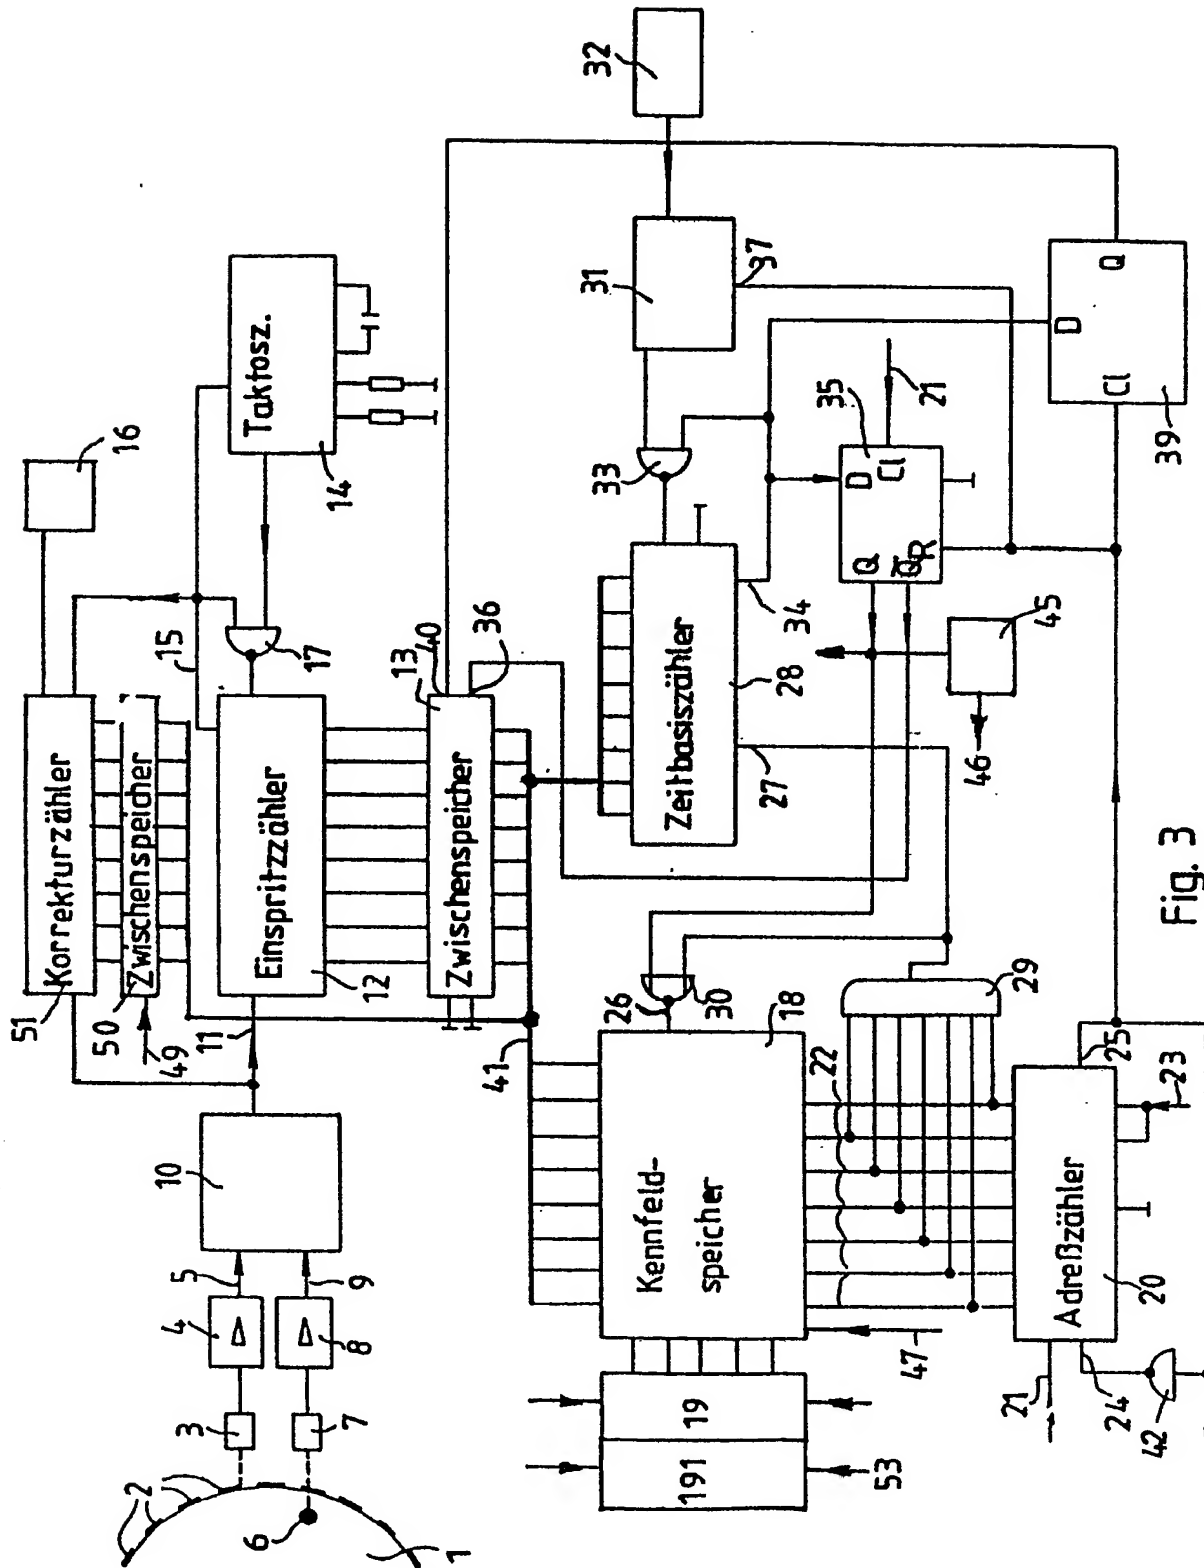 1
2
3
4
5
6
7
8
9
10
11
49
50
51
Korrekturzähler
Zwischenspeicher
15
16
Einspritzzähler
12
17
Taktosz.
14
Zwischenspeicher
13
40
36
41
191
19
53
47
Kennfeld-
speicher
18
26
30
22
29
Zeitbasiszähler
28
27
34
33
31
37
32
35
D
Cl
Q
Q̅
R
21
45
46
39
D
Cl
Q
Adreßzähler
20
21
24
42
25
23
Fig. 3